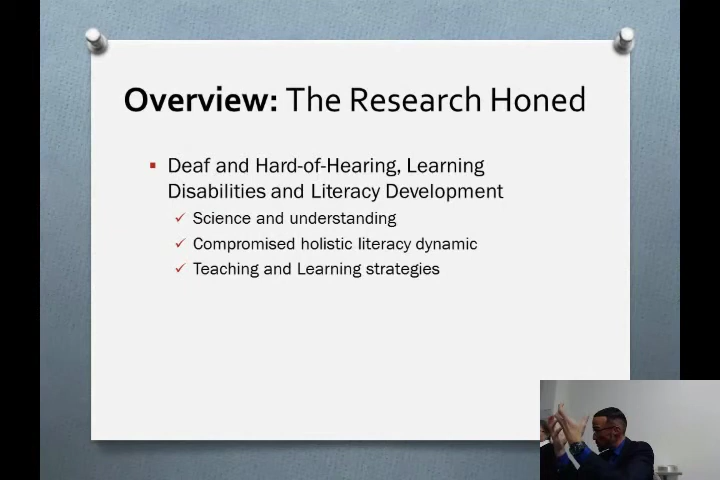 Overview: The Research Honed
Deaf and Hard-of-Hearing, Learning
Disabilities and Literacy Development
Science and understanding
Compromised holistic literacy dynamic
Teaching and Learning strategies